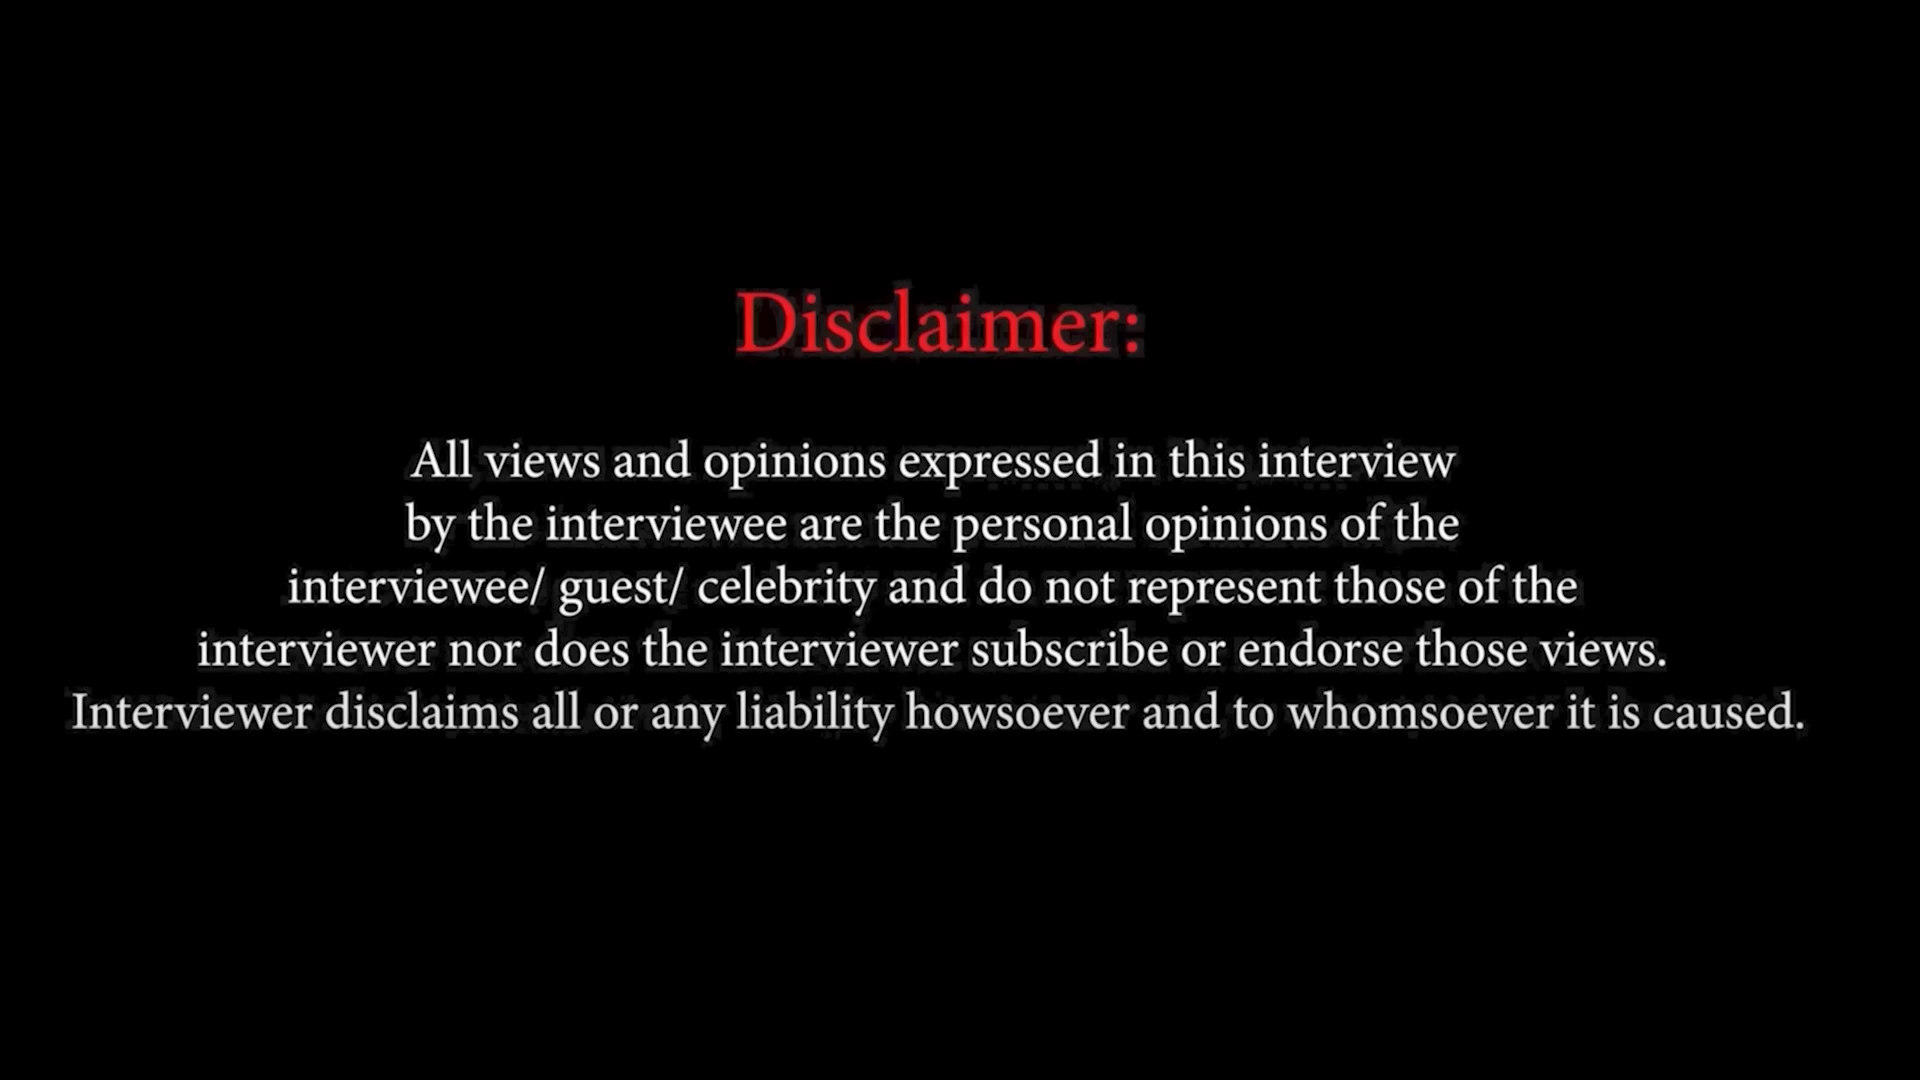 Disclaimer:
All views and opinions expressed in this interview
by the interviewee are the personal opinions of the
interviewee/ guest/ celebrity and do not represent those of the
interviewer nor does the interviewer subscribe or endorse those views.
Interviewer disclaims all or any liability howsoever and to whomsoever it is caused.